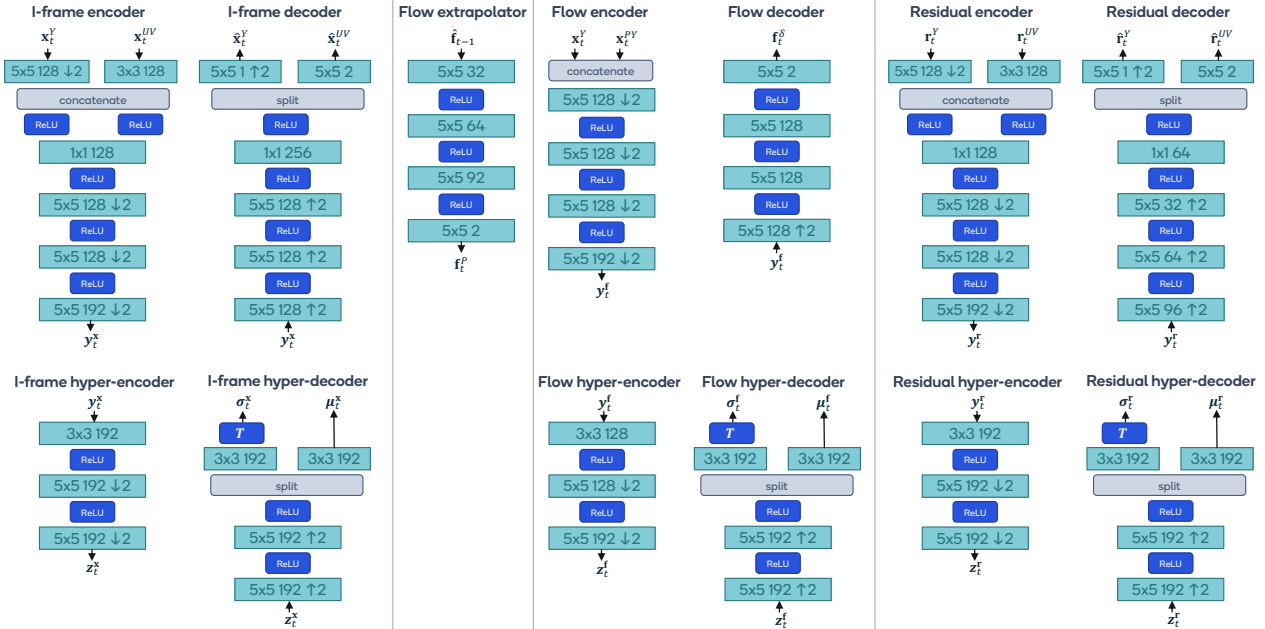 I-frame encoder
x_t^Y x_t^UV
5x5 128 ↓2 3x3 128
concatenate
ReLU ReLU
1x1 128
ReLU
5x5 128 ↓2
ReLU
5x5 128 ↓2
ReLU
5x5 192 ↓2
y_t^x
I-frame decoder
x̂_t^Y x̂_t^UV
5x5 1 ↑2 5x5 2
split
ReLU
1x1 256
ReLU
5x5 128 ↑2
ReLU
5x5 128 ↑2
ReLU
5x5 128 ↑2
y_t^x
Flow extrapolator
f̂_{t−1}
5x5 32
ReLU
5x5 64
ReLU
5x5 92
ReLU
5x5 2
f_t^P
Flow encoder
x_t^Y x_t^PY
concatenate
5x5 128 ↓2
ReLU
5x5 128 ↓2
ReLU
5x5 128 ↓2
ReLU
5x5 192 ↓2
y_t^f
Flow decoder
f_t^δ
5x5 2
ReLU
5x5 128
ReLU
5x5 128
ReLU
5x5 128 ↑2
y_t^f
Residual encoder
r_t^Y r_t^UV
5x5 128 ↓2 3x3 128
concatenate
ReLU ReLU
1x1 128
ReLU
5x5 128 ↓2
ReLU
5x5 128 ↓2
ReLU
5x5 192 ↓2
y_t^r
Residual decoder
r̂_t^Y r̂_t^UV
5x5 1 ↑2 5x5 2
split
ReLU
1x1 64
ReLU
5x5 32 ↑2
ReLU
5x5 64 ↑2
ReLU
5x5 96 ↑2
y_t^r
I-frame hyper-encoder
y_t^x
3x3 192
ReLU
5x5 192 ↓2
ReLU
5x5 192 ↓2
z_t^x
I-frame hyper-decoder
σ_t^x μ_t^x
T
3x3 192 3x3 192
split
ReLU
5x5 192 ↑2
ReLU
5x5 192 ↑2
z_t^x
Flow hyper-encoder
y_t^f
3x3 128
ReLU
5x5 128 ↓2
ReLU
5x5 192 ↓2
z_t^f
Flow hyper-decoder
σ_t^f μ_t^f
T
3x3 192 3x3 192
split
ReLU
5x5 192 ↑2
ReLU
5x5 192 ↑2
z_t^f
Residual hyper-encoder
y_t^r
3x3 192
ReLU
5x5 192 ↓2
ReLU
5x5 192 ↓2
z_t^r
Residual hyper-decoder
σ_t^r μ_t^r
T
3x3 192 3x3 192
split
ReLU
5x5 192 ↑2
ReLU
5x5 192 ↑2
z_t^r